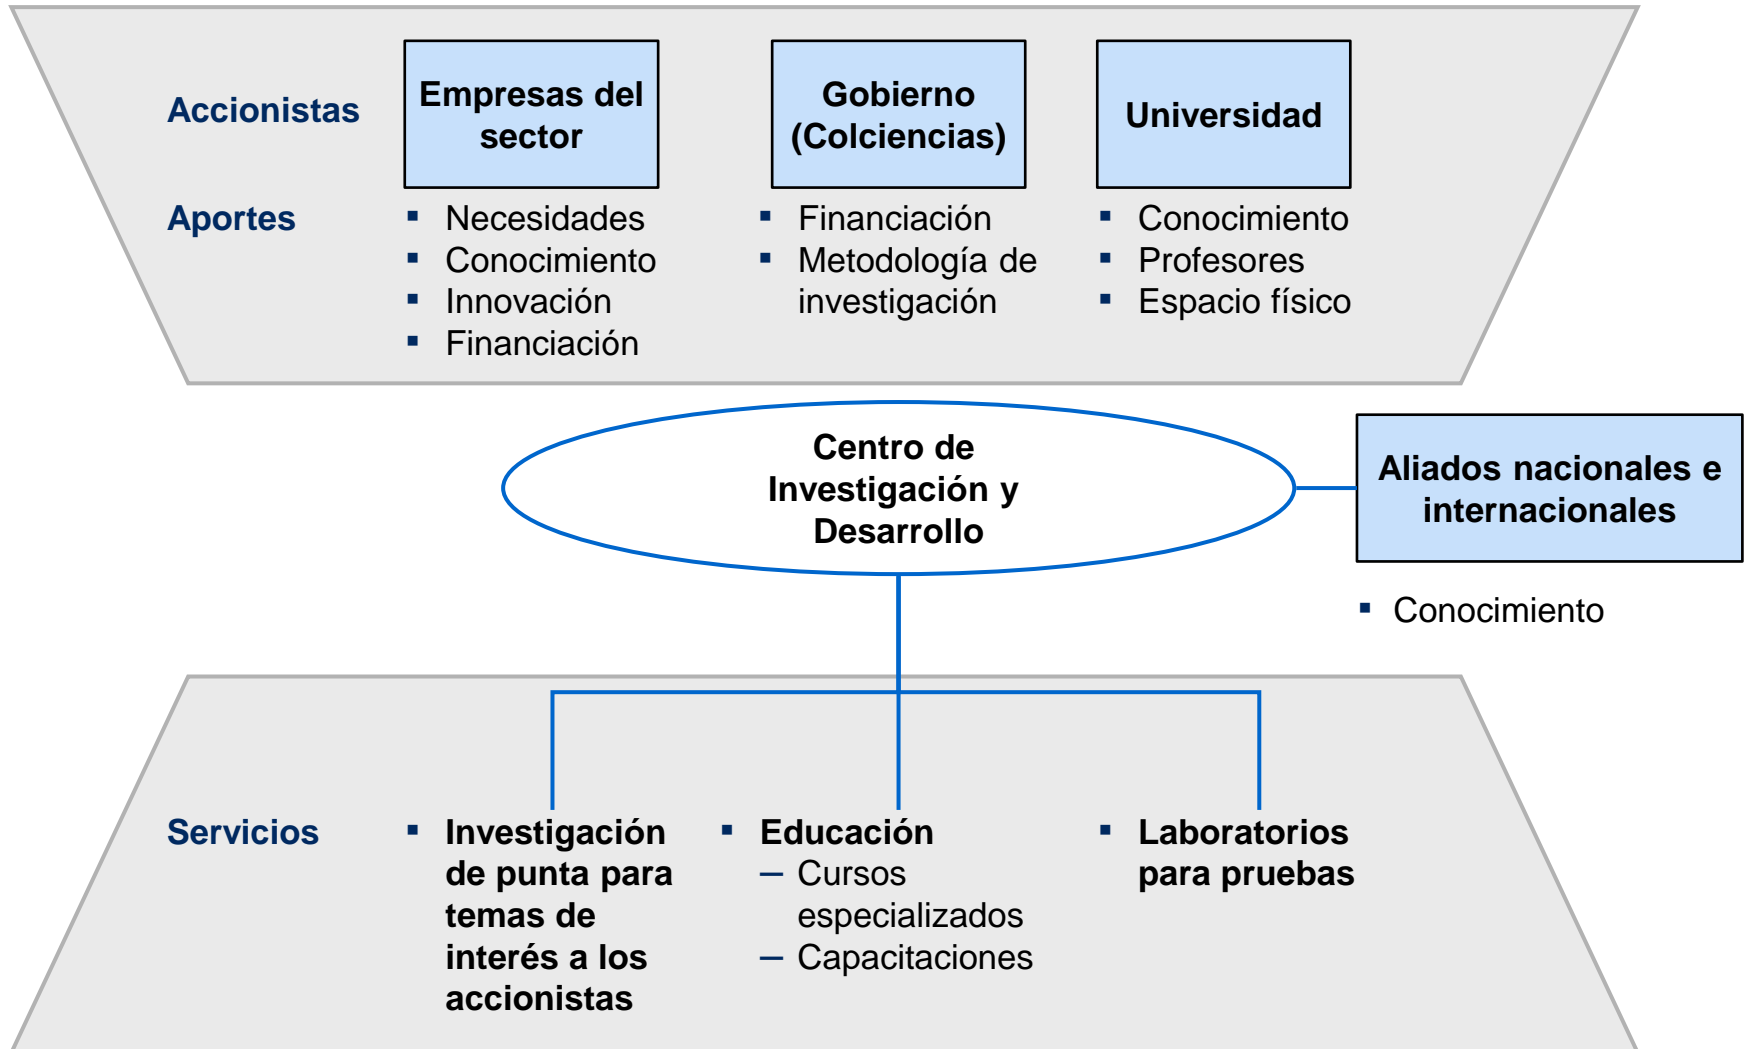 Accionistas
Empresas del
sector
Gobierno
(Colciencias)
Universidad
Aportes
▪ Necesidades
▪ Conocimiento
▪ Innovación
▪ Financiación
▪ Financiación
▪ Metodología de
investigación
▪ Conocimiento
▪ Profesores
▪ Espacio físico
Centro de
Investigación y
Desarrollo
Aliados nacionales e
internacionales
▪ Conocimiento
Servicios
▪ Investigación
de punta para
temas de
interés a los
accionistas
▪ Educación
– Cursos
especializados
– Capacitaciones
▪ Laboratorios
para pruebas